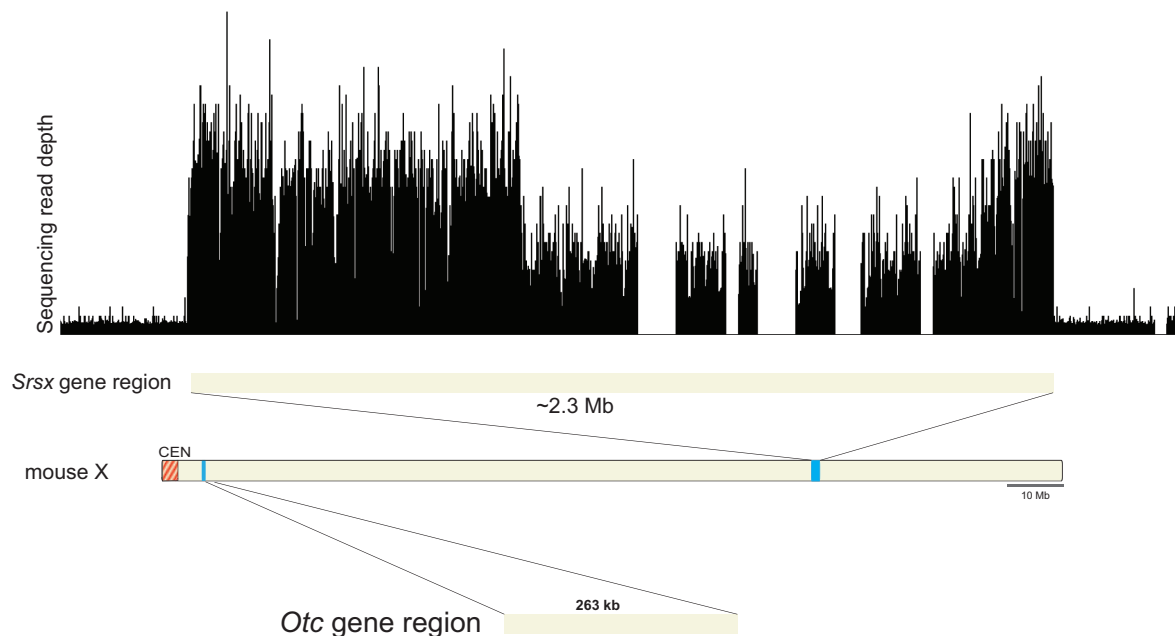 Sequencing read depth
Srsx gene region
~2.3 Mb
CEN
mouse X
10 Mb
263 kb
Otc gene region